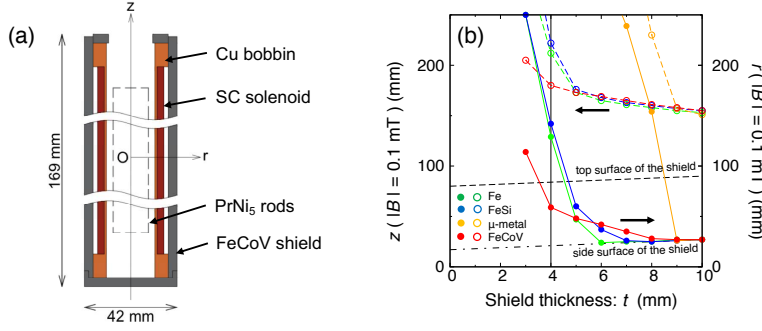 (a)
z
Cu bobbin
SC solenoid
O
r
PrNi5 rods
FeCoV shield
169 mm
42 mm
(b)
z ( |B| = 0.1 mT ) (mm)
200
100
0
top surface of the shield
Fe
FeSi
μ-metal
FeCoV
side surface of the shield
0 2 4 6 8 10
Shield thickness: t (mm)
200
100
0
r ( |B| = 0.1 mT ) (mm)